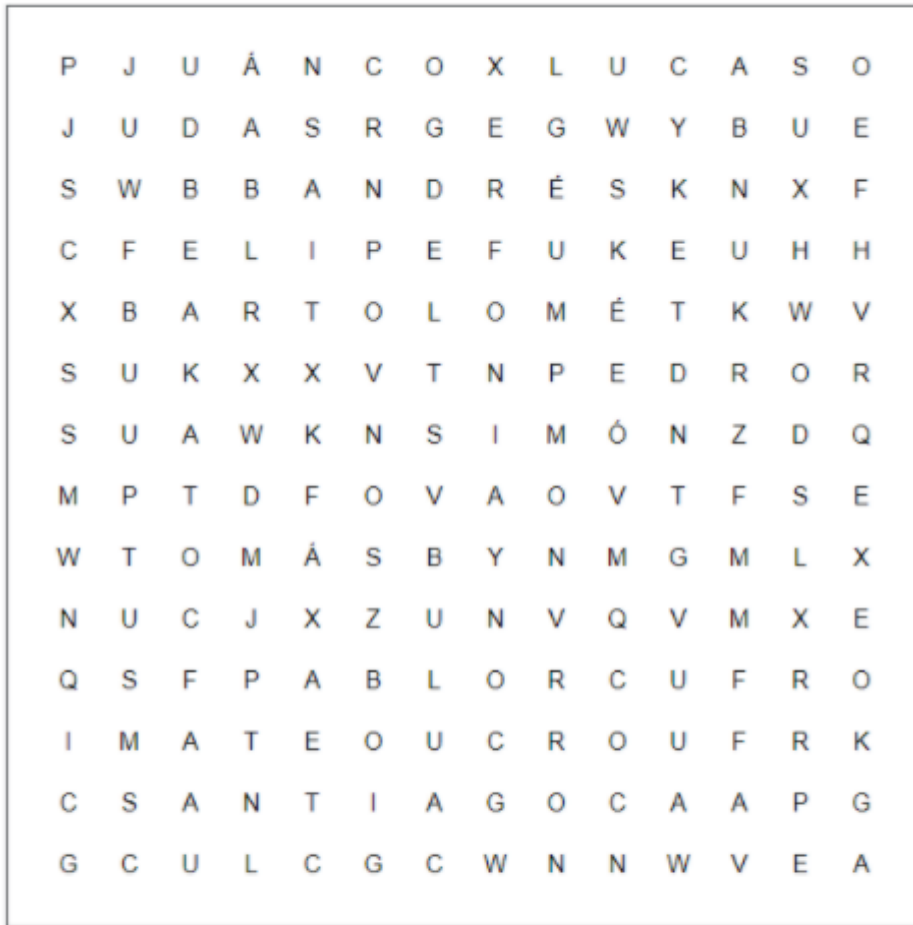 P J U Á N C O X L U C A S O
J U D A S R G E G W Y B U E
S W B B A N D R É S K N X F
C F E L I P E F U K E U H H
X B A R T O L O M É T K W V
S U K X X V T N P E D R O R
S U A W K N S I M Ó N Z D Q
M P T D F O V A O V T F S E
W T O M Á S B Y N M G M L X
N U C J X Z U N V Q V M X E
Q S F P A B L O R C U F R O
I M A T E O U C R O U F R K
C S A N T I A G O C A A P G
G C U L C G C W N N W V E A